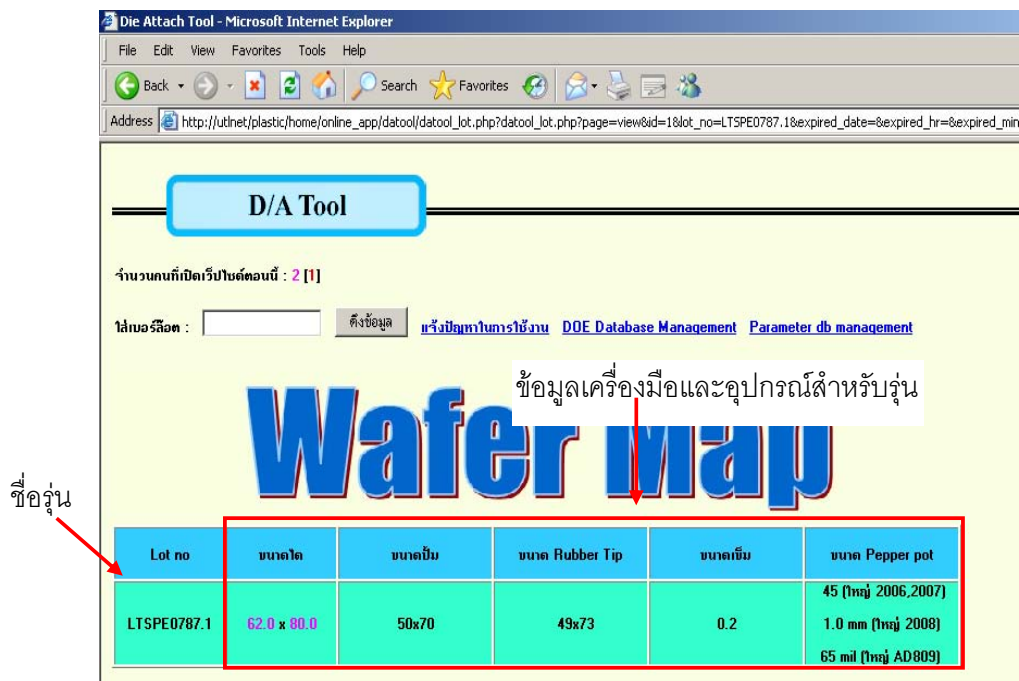 Die Attach Tool - Microsoft Internet Explorer
File Edit View Favorites Tools Help
Back Search Favorites
Address http://utlnet/plastic/home/online_app/datool/datool_lot.php?datool_lot.php?page=view&id=1&lot_no=LTSPE0787.1&expired_date=&expired_hr=&expired_min
D/A Tool
จำนวนคนที่เปิดเว็ปไซด์ตอนนี้ : 2 [1]
ใส่เบอร์ล๊อต : ดึงข้อมูล แจ้งปัญหาในการใช้งาน DOE Database Management Parameter db management
ข้อมูลเครื่องมือและอุปกรณ์สำหรับรุ่น
Wafer Map
ชื่อรุ่น
Lot no ขนาดได ขนาดปั๊ม ขนาด Rubber Tip ขนาดเข็ม ขนาด Pepper pot
LTSPE0787.1 62.0 x 80.0 50x70 49x73 0.2 45 (ใหญ่ 2006,2007)
1.0 mm (ใหญ่ 2008)
65 mil (ใหญ่ AD809)